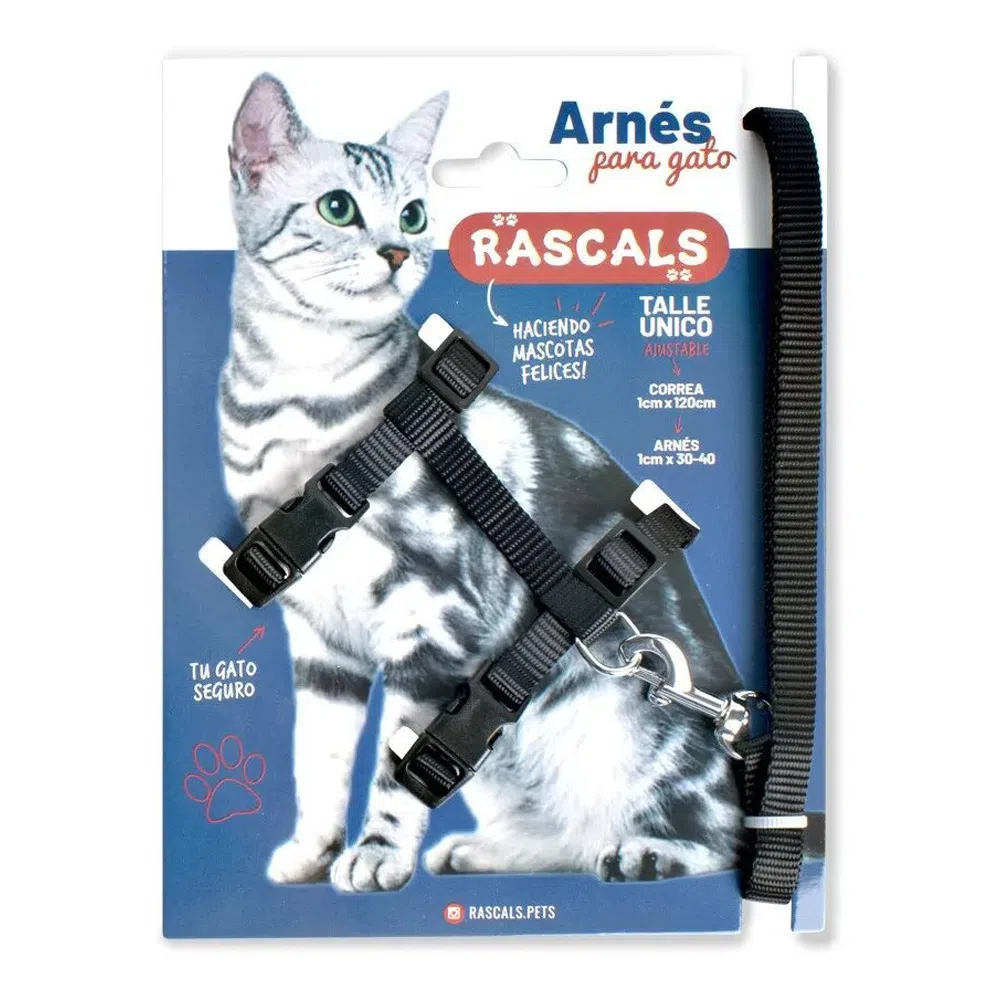 Arnés
para gato
RASCALS
HACIENDO
MASCOTAS
FELICES!
TALLE
UNICO
AJUSTABLE
CORREA
1cm x 120cm
ARNÉS
1cm x 30-40
TU GATO
SEGURO
RASCALS.PETS